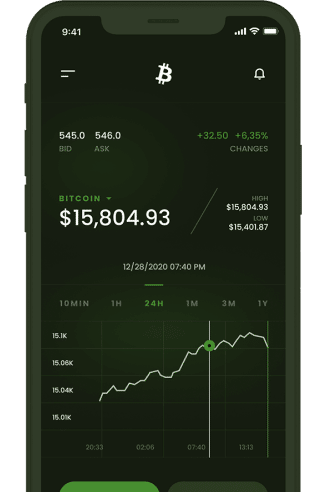 9:41
545.0 546.0 +32.50 +6,35%
BID ASK CHANGES
BITCOIN
$15,804.93
HIGH
$15,804.93
LOW
$15,401.87
12/28/2020 07:40 PM
10MIN 1H 24H 1M 3M 1Y
15.1K
15.06K
15.04K
15.01K
20:33 02:06 07:40 13:13